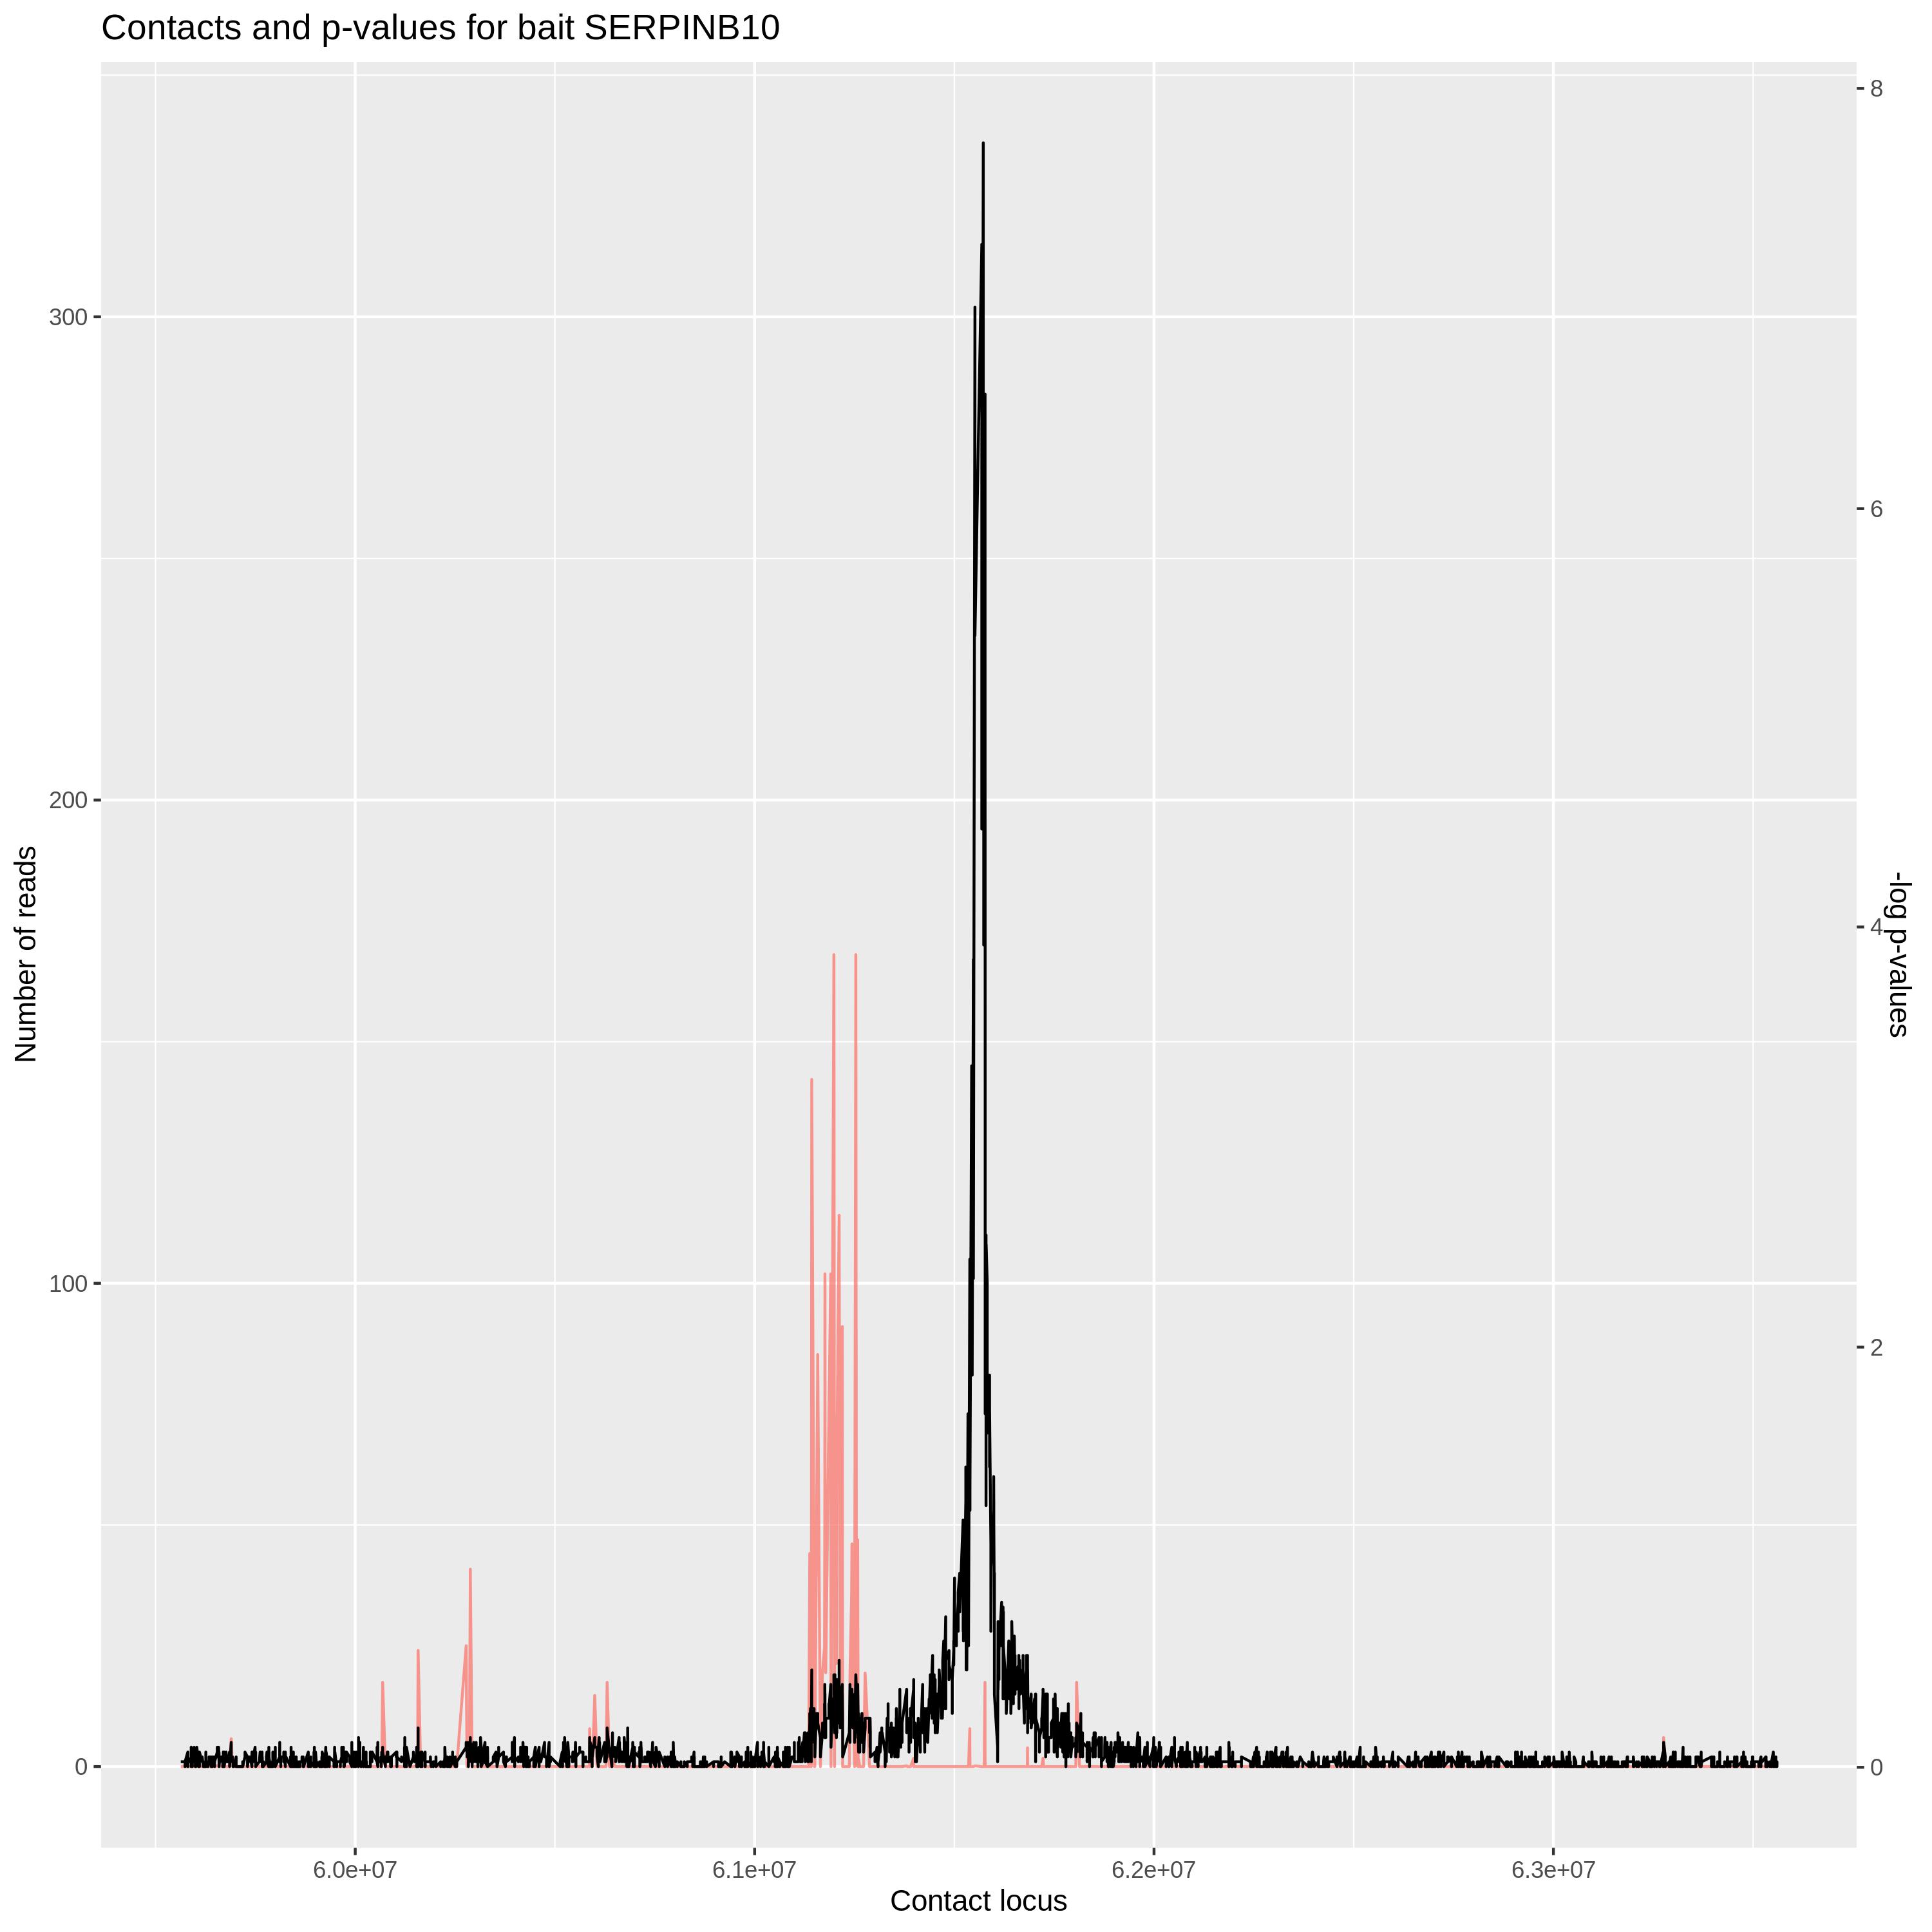 Contacts and p-values for bait SERPINB10
Number of reads
300
200
100
0
8
6
4
2
0
-log p-values
6.0e+07
6.1e+07
6.2e+07
6.3e+07
Contact locus